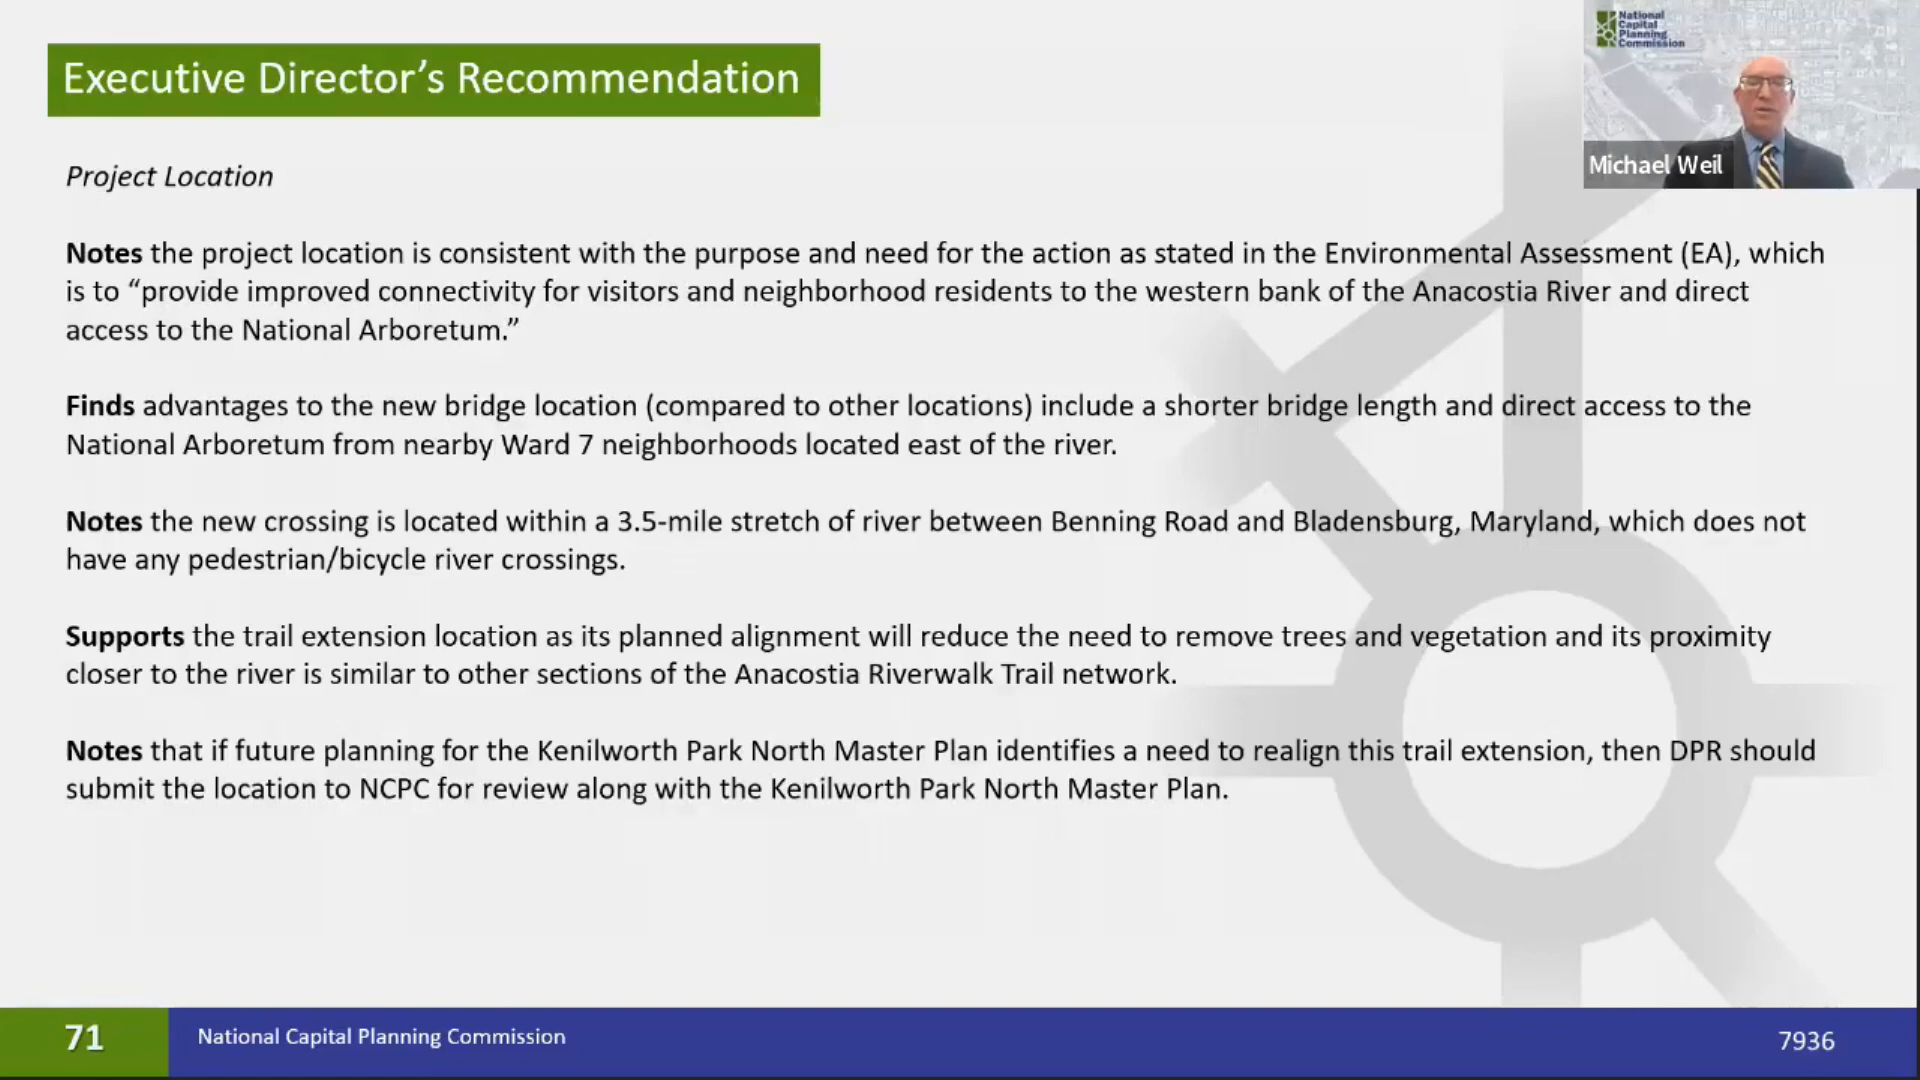 Executive Director’s Recommendation
National
Capital
Planning
Commission
Michael Weil
Project Location
Notes the project location is consistent with the purpose and need for the action as stated in the Environmental Assessment (EA), which
is to “provide improved connectivity for visitors and neighborhood residents to the western bank of the Anacostia River and direct
access to the National Arboretum.”
Finds advantages to the new bridge location (compared to other locations) include a shorter bridge length and direct access to the
National Arboretum from nearby Ward 7 neighborhoods located east of the river.
Notes the new crossing is located within a 3.5-mile stretch of river between Benning Road and Bladensburg, Maryland, which does not
have any pedestrian/bicycle river crossings.
Supports the trail extension location as its planned alignment will reduce the need to remove trees and vegetation and its proximity
closer to the river is similar to other sections of the Anacostia Riverwalk Trail network.
Notes that if future planning for the Kenilworth Park North Master Plan identifies a need to realign this trail extension, then DPR should
submit the location to NCPC for review along with the Kenilworth Park North Master Plan.
71
National Capital Planning Commission
7936